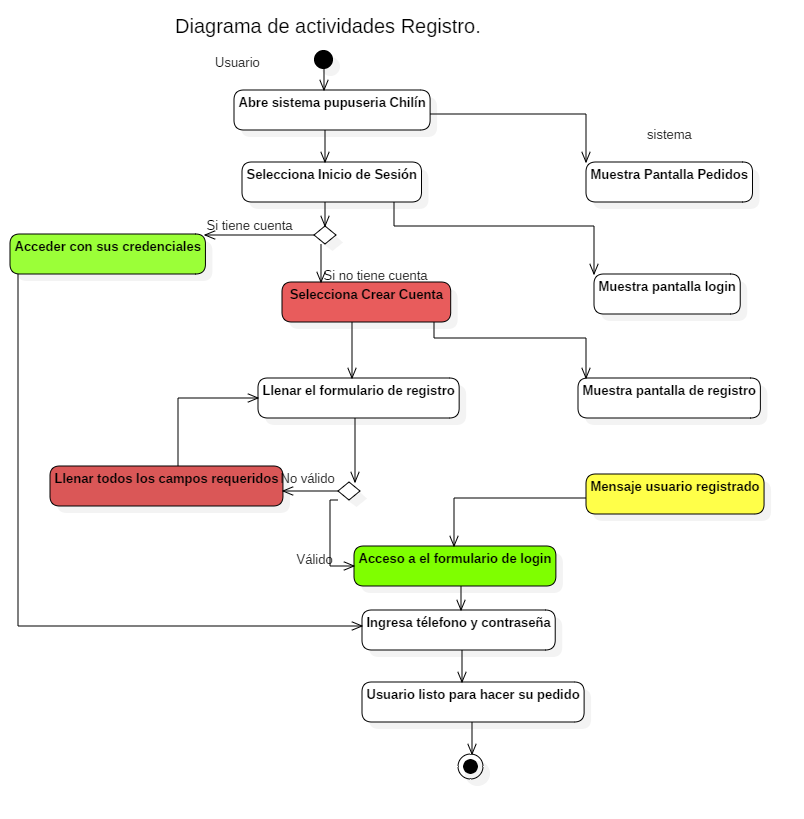 Diagrama de actividades Registro.
Usuario
Abre sistema pupuseria Chilín
sistema
Selecciona Inicio de Sesión
Muestra Pantalla Pedidos
Si tiene cuenta
Acceder con sus credenciales
Si no tiene cuenta
Muestra pantalla login
Selecciona Crear Cuenta
Llenar el formulario de registro
Muestra pantalla de registro
Llenar todos los campos requeridos
No válido
Mensaje usuario registrado
Válido
Acceso a el formulario de login
Ingresa télefono y contraseña
Usuario listo para hacer su pedido